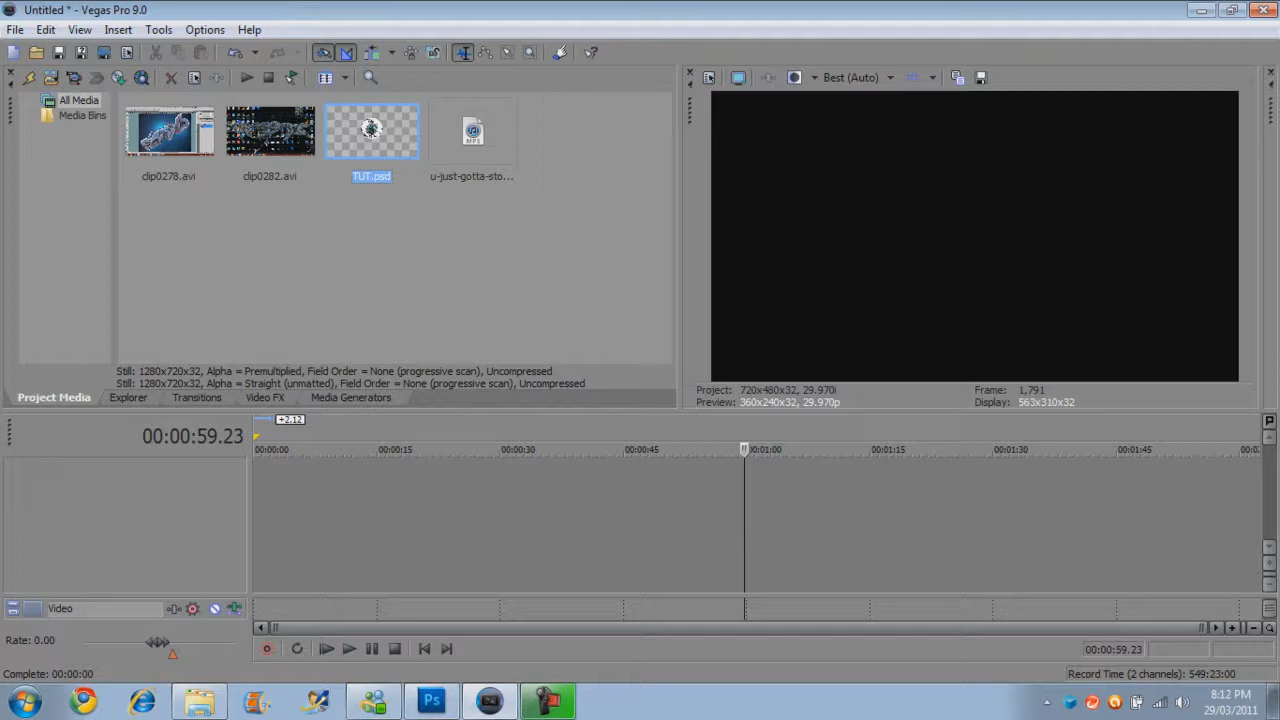 Untitled * - Vegas Pro 9.0
File Edit View Insert Tools Options Help
Best (Auto)
All Media
Media Bins
MP3
clip0278.avi clip0282.avi TUT.psd u-just-gotta-sto...
Still: 1280x720x32, Alpha = Premultiplied, Field Order = None (progressive scan), Uncompressed
Still: 1280x720x32, Alpha = Straight (unmatted), Field Order = None (progressive scan), Uncompressed
Project Media Explorer Transitions Video FX Media Generators
Project: 720x480x32, 29.970i Frame: 1,791
Preview: 360x240x32, 29.970p Display: 563x310x32
+2.12
00:00:59.23
00:00:00 00:00:15 00:00:30 00:00:45 00:01:00 00:01:15 00:01:30 00:01:45
Video
Rate: 0.00
00:00:59.23
Complete: 00:00:00 Record Time (2 channels): 549:23:00
Ps
8:12 PM
29/03/2011